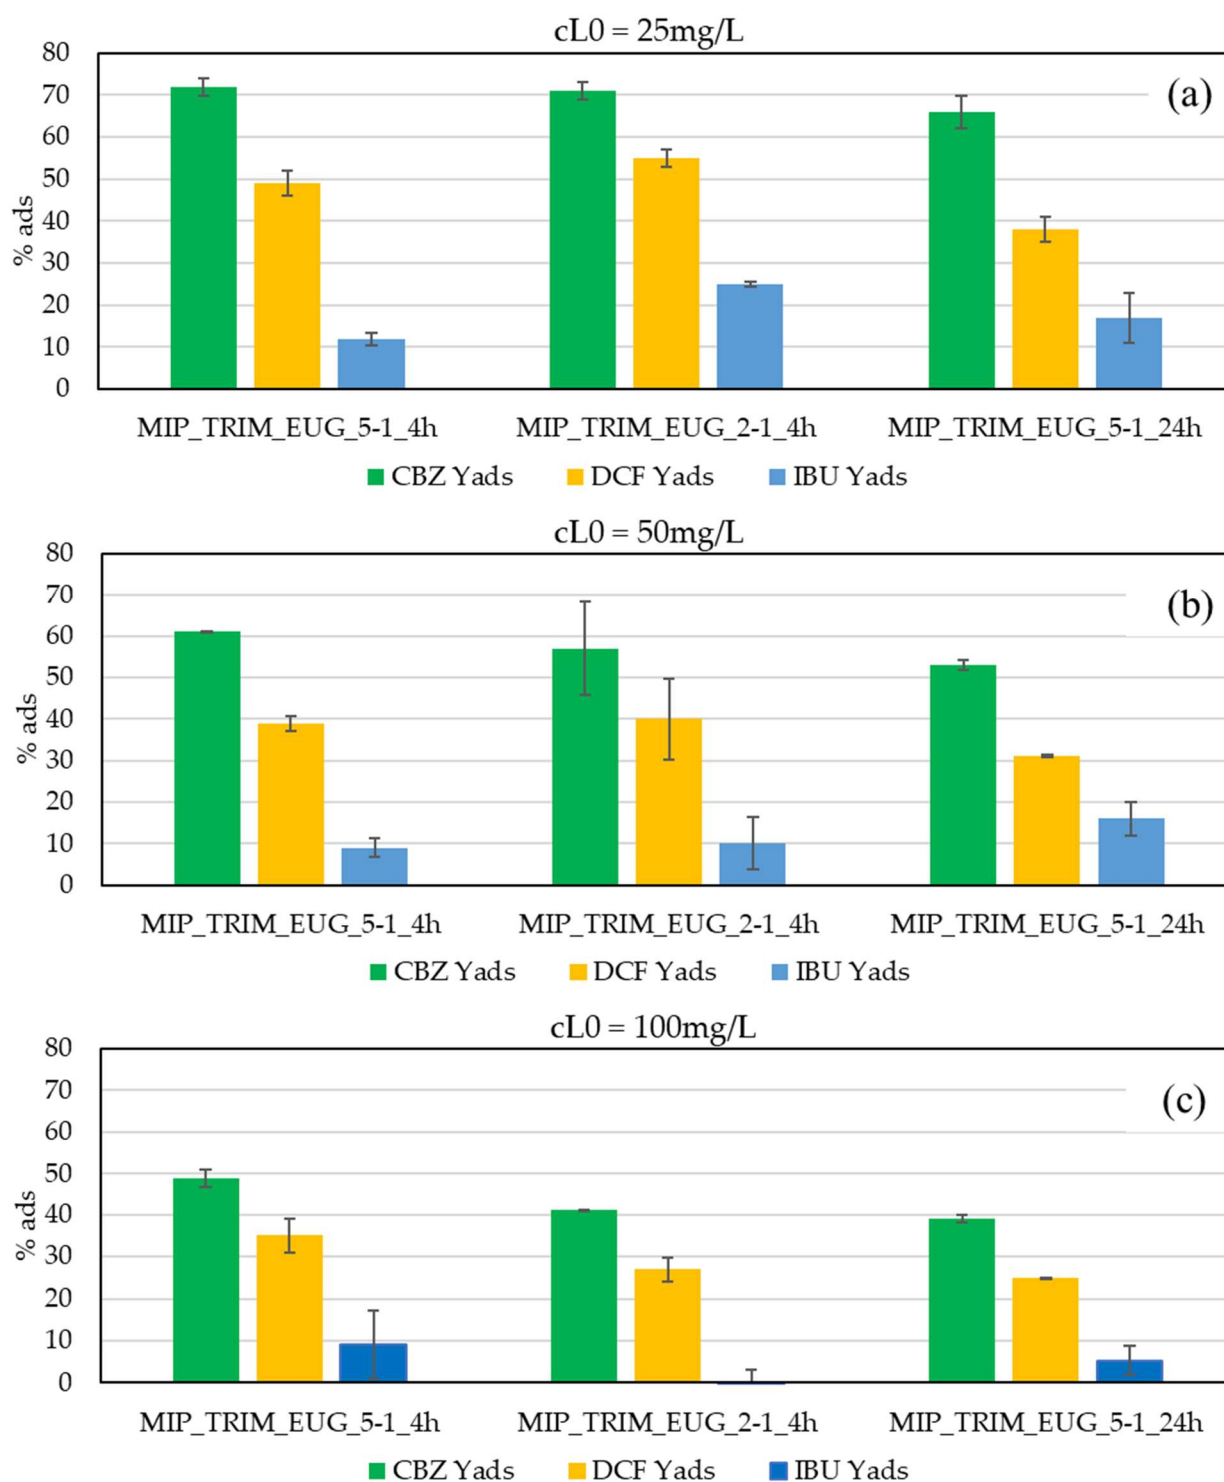 cL0 = 25mg/L
(a)
80
70
60
50
40
30
20
10
0
% ads
MIP_TRIM_EUG_5-1_4h MIP_TRIM_EUG_2-1_4h MIP_TRIM_EUG_5-1_24h
CBZ Yads DCF Yads IBU Yads
cL0 = 50mg/L
(b)
80
70
60
50
40
30
20
10
0
% ads
MIP_TRIM_EUG_5-1_4h MIP_TRIM_EUG_2-1_4h MIP_TRIM_EUG_5-1_24h
CBZ Yads DCF Yads IBU Yads
cL0 = 100mg/L
(c)
80
70
60
50
40
30
20
10
0
% ads
MIP_TRIM_EUG_5-1_4h MIP_TRIM_EUG_2-1_4h MIP_TRIM_EUG_5-1_24h
CBZ Yads DCF Yads IBU Yads